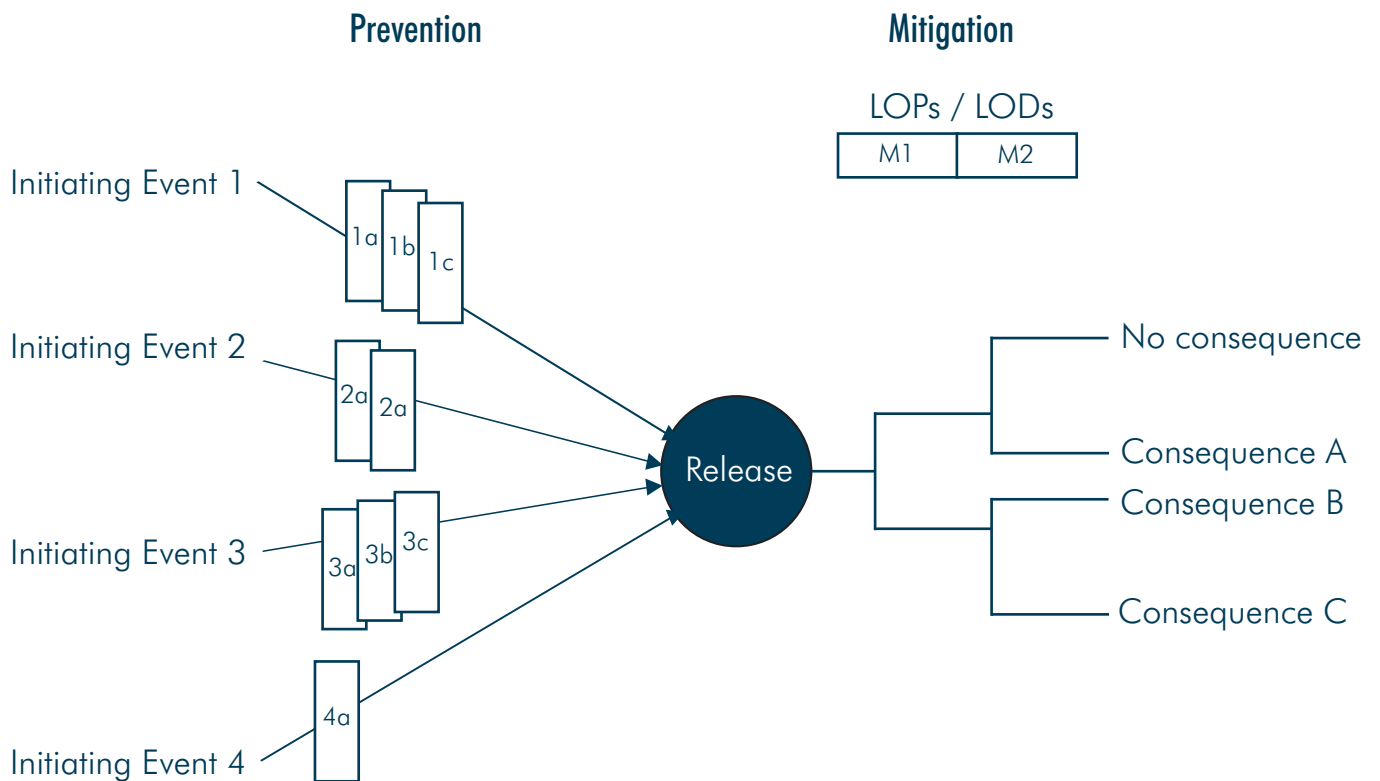 Prevention
Mitigation
LOPs / LODs
M1
M2
Initiating Event 1
1a
1b
1c
Initiating Event 2
2a
2a
Initiating Event 3
3a
3b
3c
Initiating Event 4
4a
Release
No consequence
Consequence A
Consequence B
Consequence C